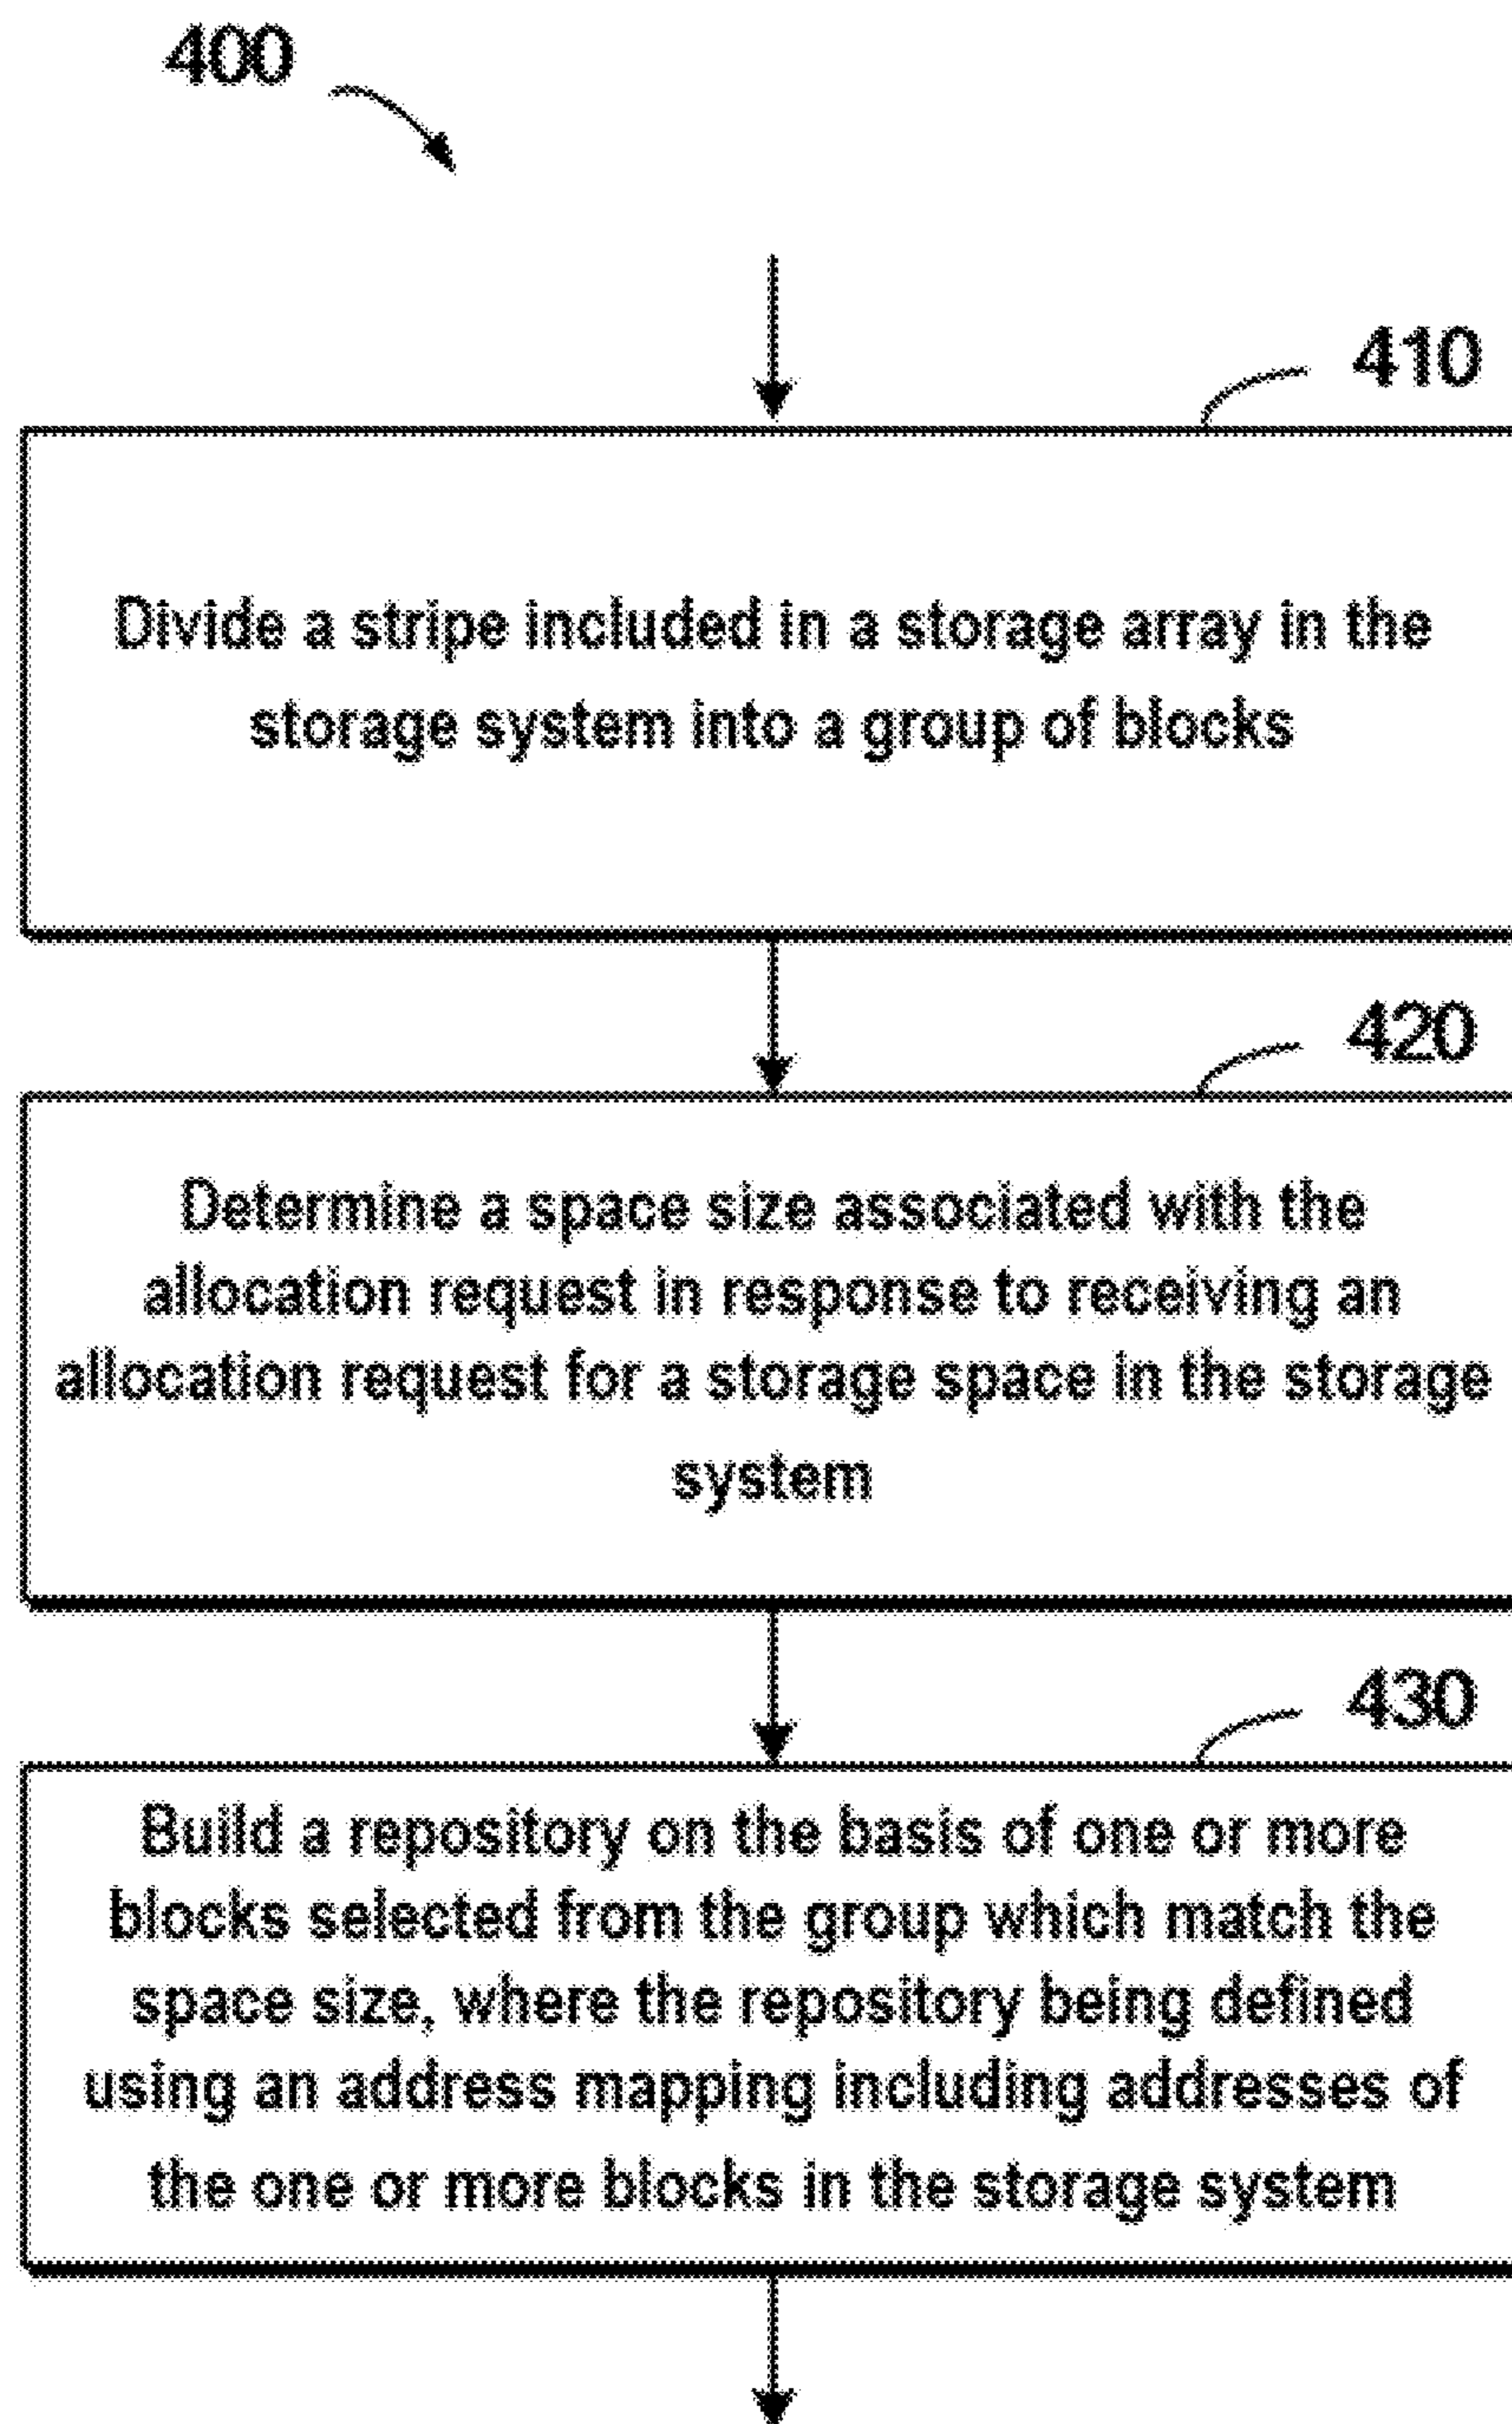 400
410
Divide a stripe included in a storage array in the
storage system into a group of blocks
420
Determine a space size associated with the
allocation request in response to receiving an
allocation request for a storage space in the storage
system
430
Build a repository on the basis of one or more
blocks selected from the group which match the
space size, where the repository being defined
using an address mapping including addresses of
the one or more blocks in the storage system